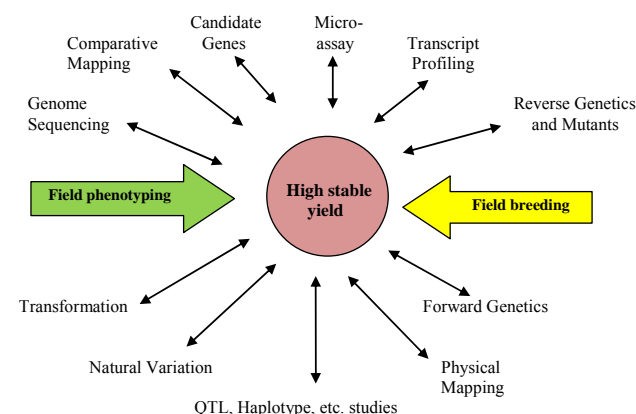 Candidate
Genes
Micro-
assay
Comparative
Mapping
Transcript
Profiling
Genome
Sequencing
Reverse Genetics
and Mutants
Field phenotyping
High stable
yield
Field breeding
Transformation
Forward Genetics
Natural Variation
Physical
Mapping
QTL, Haplotype, etc. studies